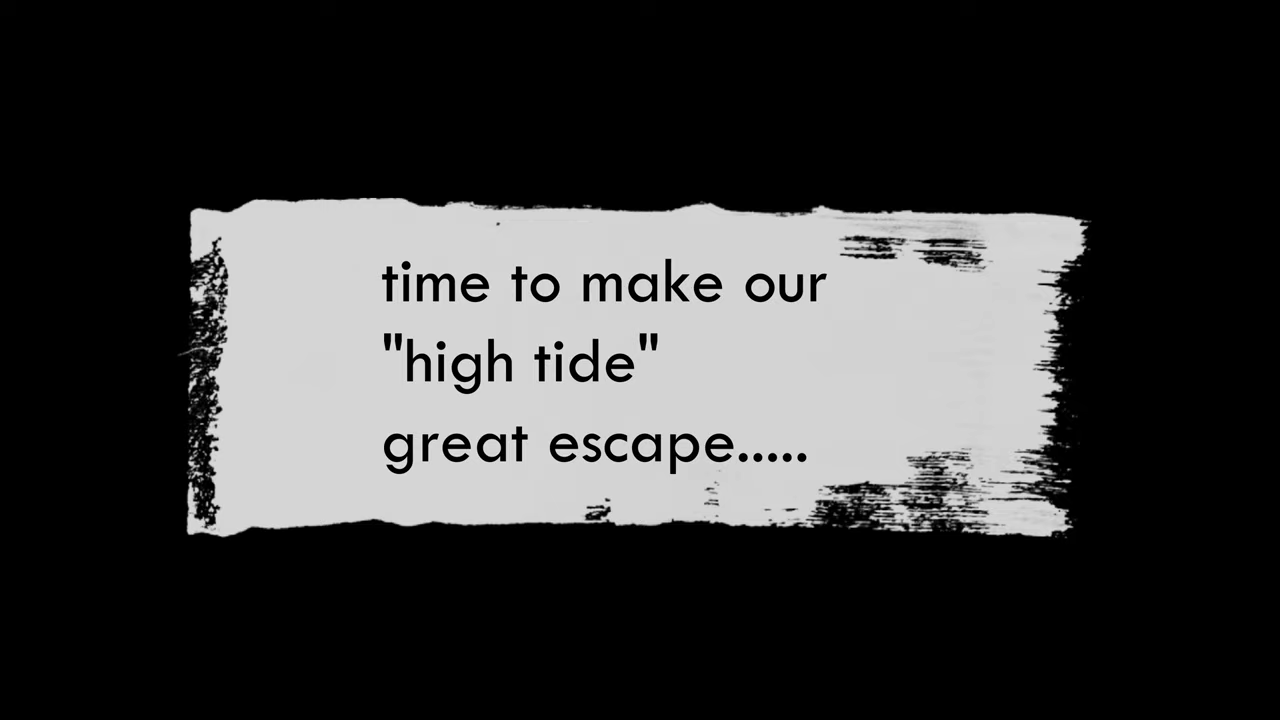 time to make our
"high tide"
great escape.....